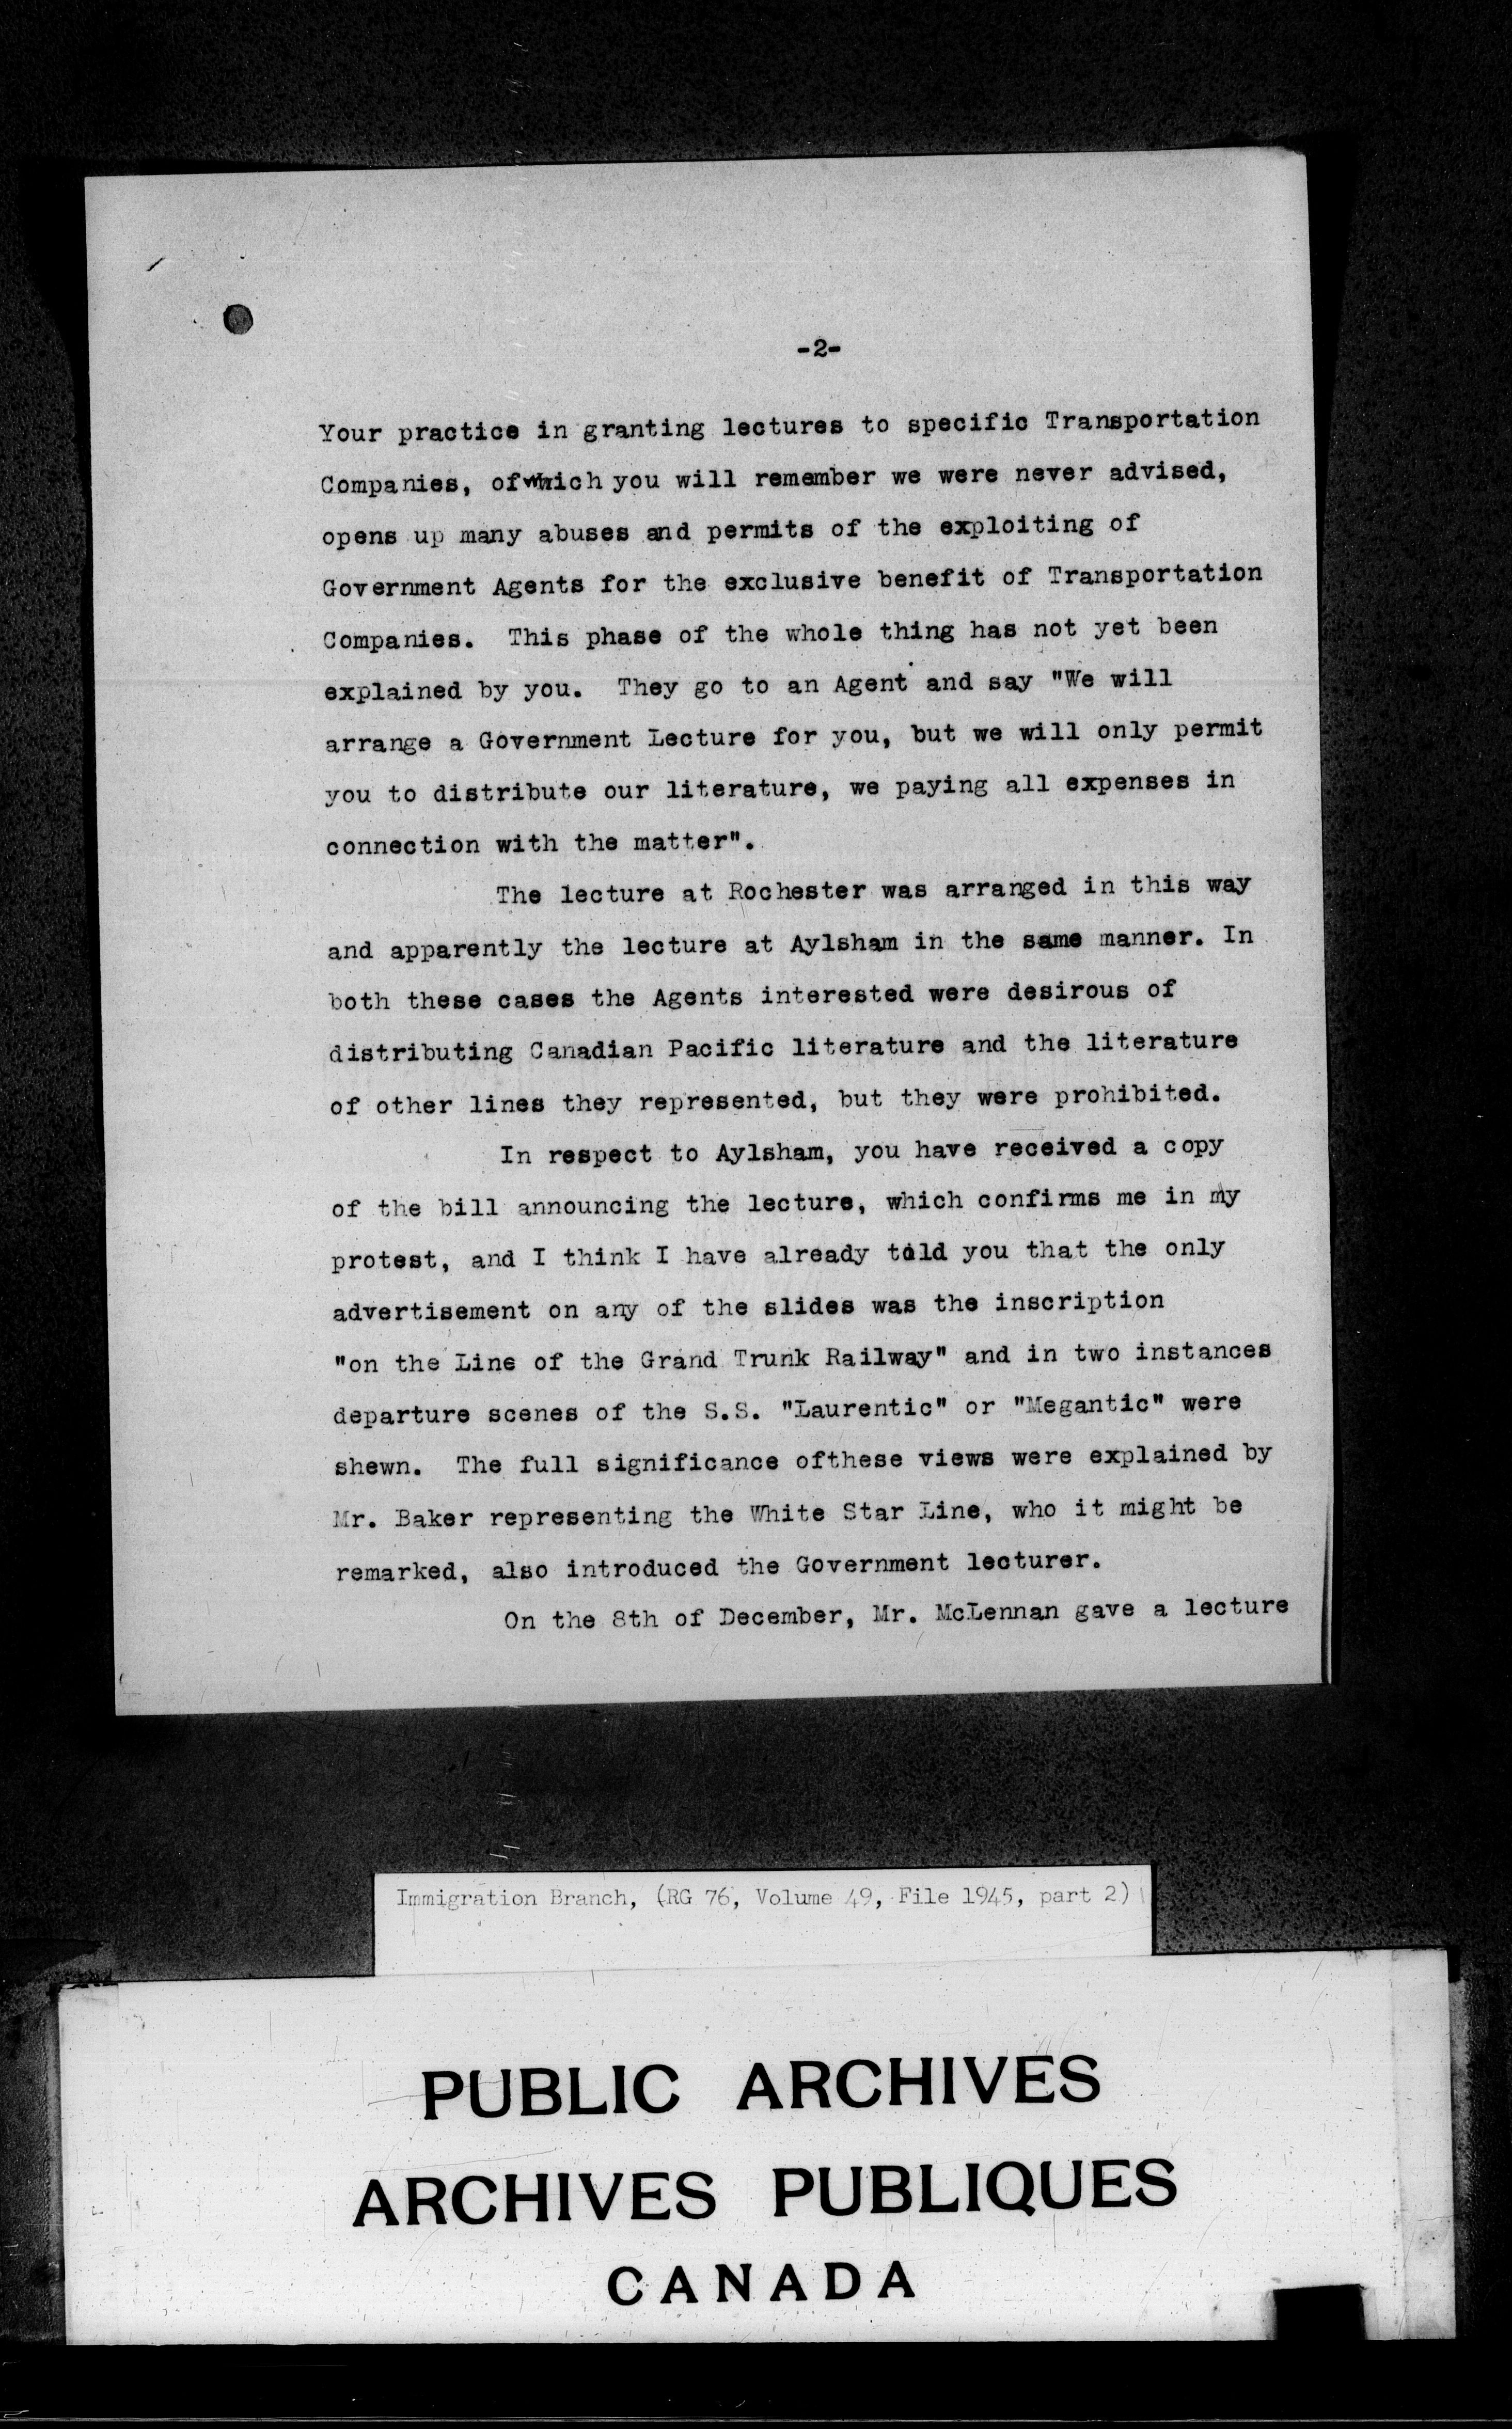 -2-
Your practice in granting lectures to specific Transportation
Companies, of which you will remember we were never advised,
opens up many abuses and permits of the exploiting of
Government Agents for the exclusive benefit of Transportation
Companies. This phase of the whole thing has not yet been
explained by you. They go to an Agent and say "We will
arrange a Government Lecture for you, but we will only permit
you to distribute our literature, we paying all expenses in
connection with the matter".
The lecture at Rochester was arranged in this way
and apparently the lecture at Aylsham in the same manner. In
both these cases the Agents interested were desirous of
distributing Canadian Pacific literature and the literature
of other lines they represented, but they were prohibited.
In respect to Aylsham, you have received a copy
of the bill announcing the lecture, which confirms me in my
protest, and I think I have already told you that the only
advertisement on any of the slides was the inscription
"on the Line of the Grand Trunk Railway" and in two instances
departure scenes of the S.S. "Laurentic" or "Megantic" were
shewn. The full significance ofthese views were explained by
Mr. Baker representing the White Star Line, who it might be
remarked, also introduced the Government lecturer.
On the 8th of December, Mr. McLennan gave a lecture
Immigration Branch, (RG 76, Volume 49, File 1945, part 2)
PUBLIC ARCHIVES
ARCHIVES PUBLIQUES
CANADA